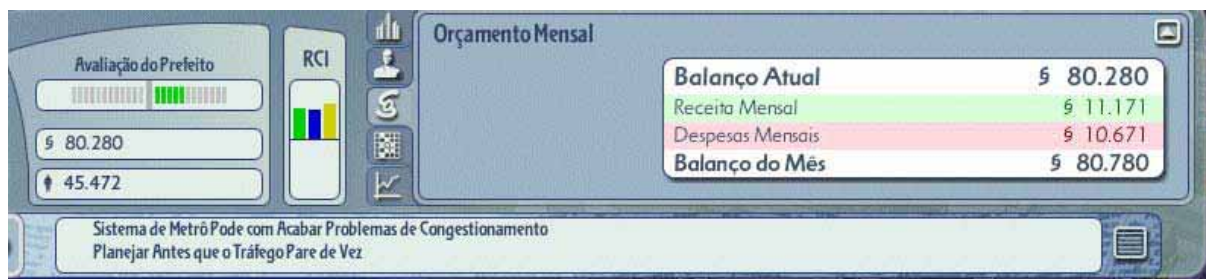 Avaliação do Prefeito
§ 80.280
45.472
RCI
Orçamento Mensal
Balanço Atual § 80.280
Receita Mensal § 11.171
Despesas Mensais § 10.671
Balanço do Mês § 80.780
Sistema de Metrô Pode com Acabar Problemas de Congestionamento
Planejar Antes que o Tráfego Pare de Vez